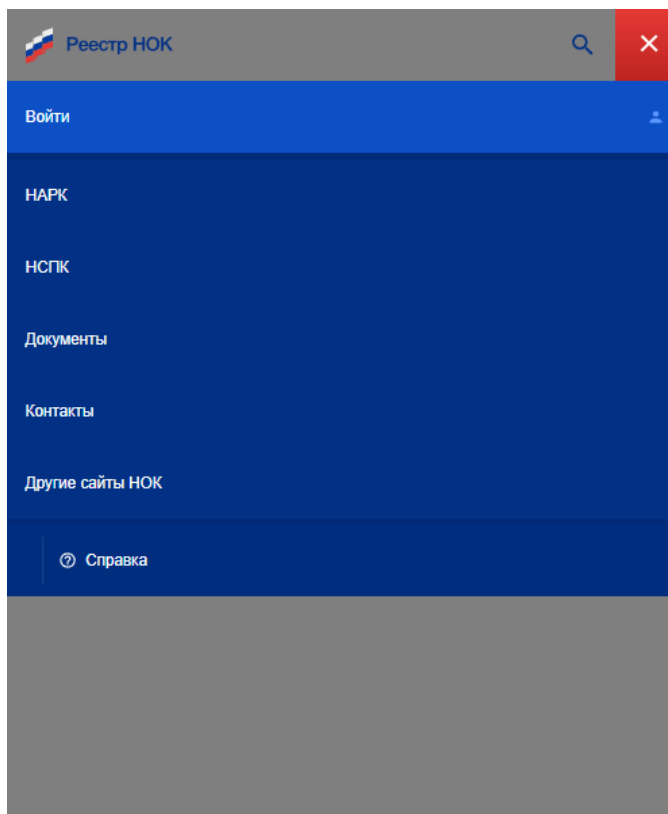 Реестр НОК
Войти
НАРК
НСПК
Документы
Контакты
Другие сайты НОК
Справка